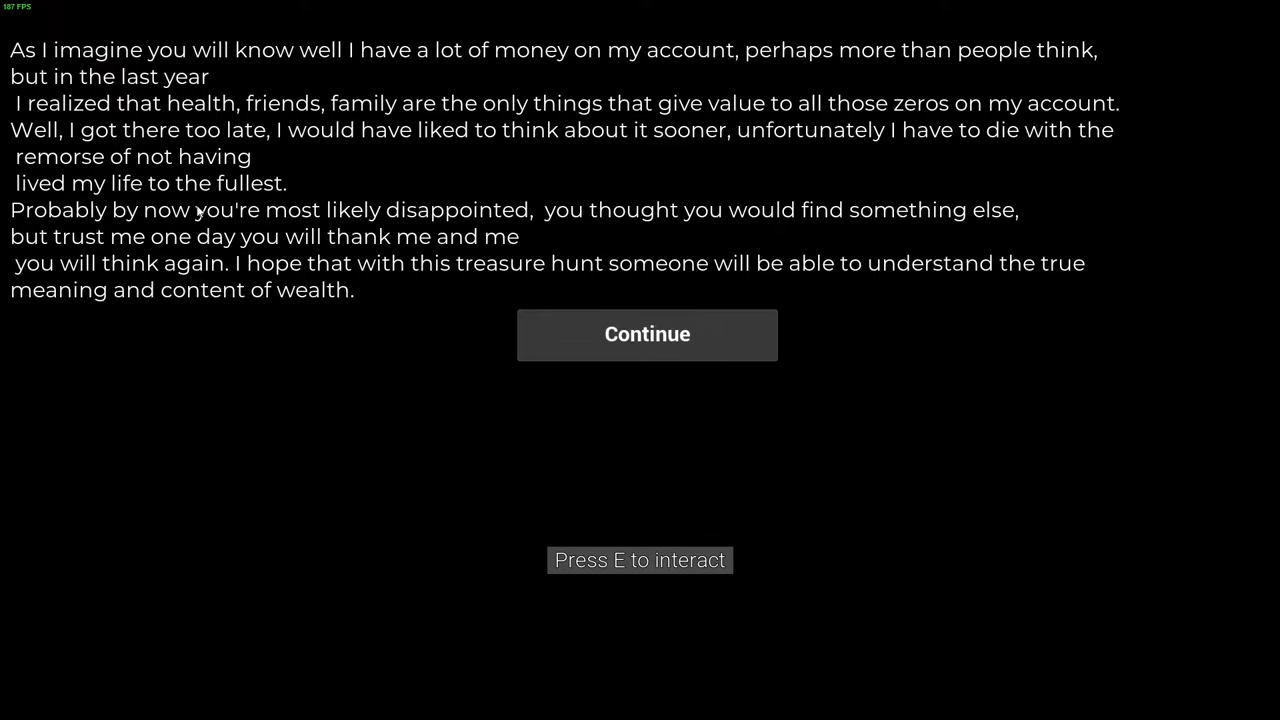 187 FPS
As I imagine you will know well I have a lot of money on my account, perhaps more than people think,
but in the last year
I realized that health, friends, family are the only things that give value to all those zeros on my account.
Well, I got there too late, I would have liked to think about it sooner, unfortunately I have to die with the
remorse of not having
lived my life to the fullest.
Probably by now you're most likely disappointed,  you thought you would find something else,
but trust me one day you will thank me and me
you will think again. I hope that with this treasure hunt someone will be able to understand the true
meaning and content of wealth.
Continue
Press E to interact